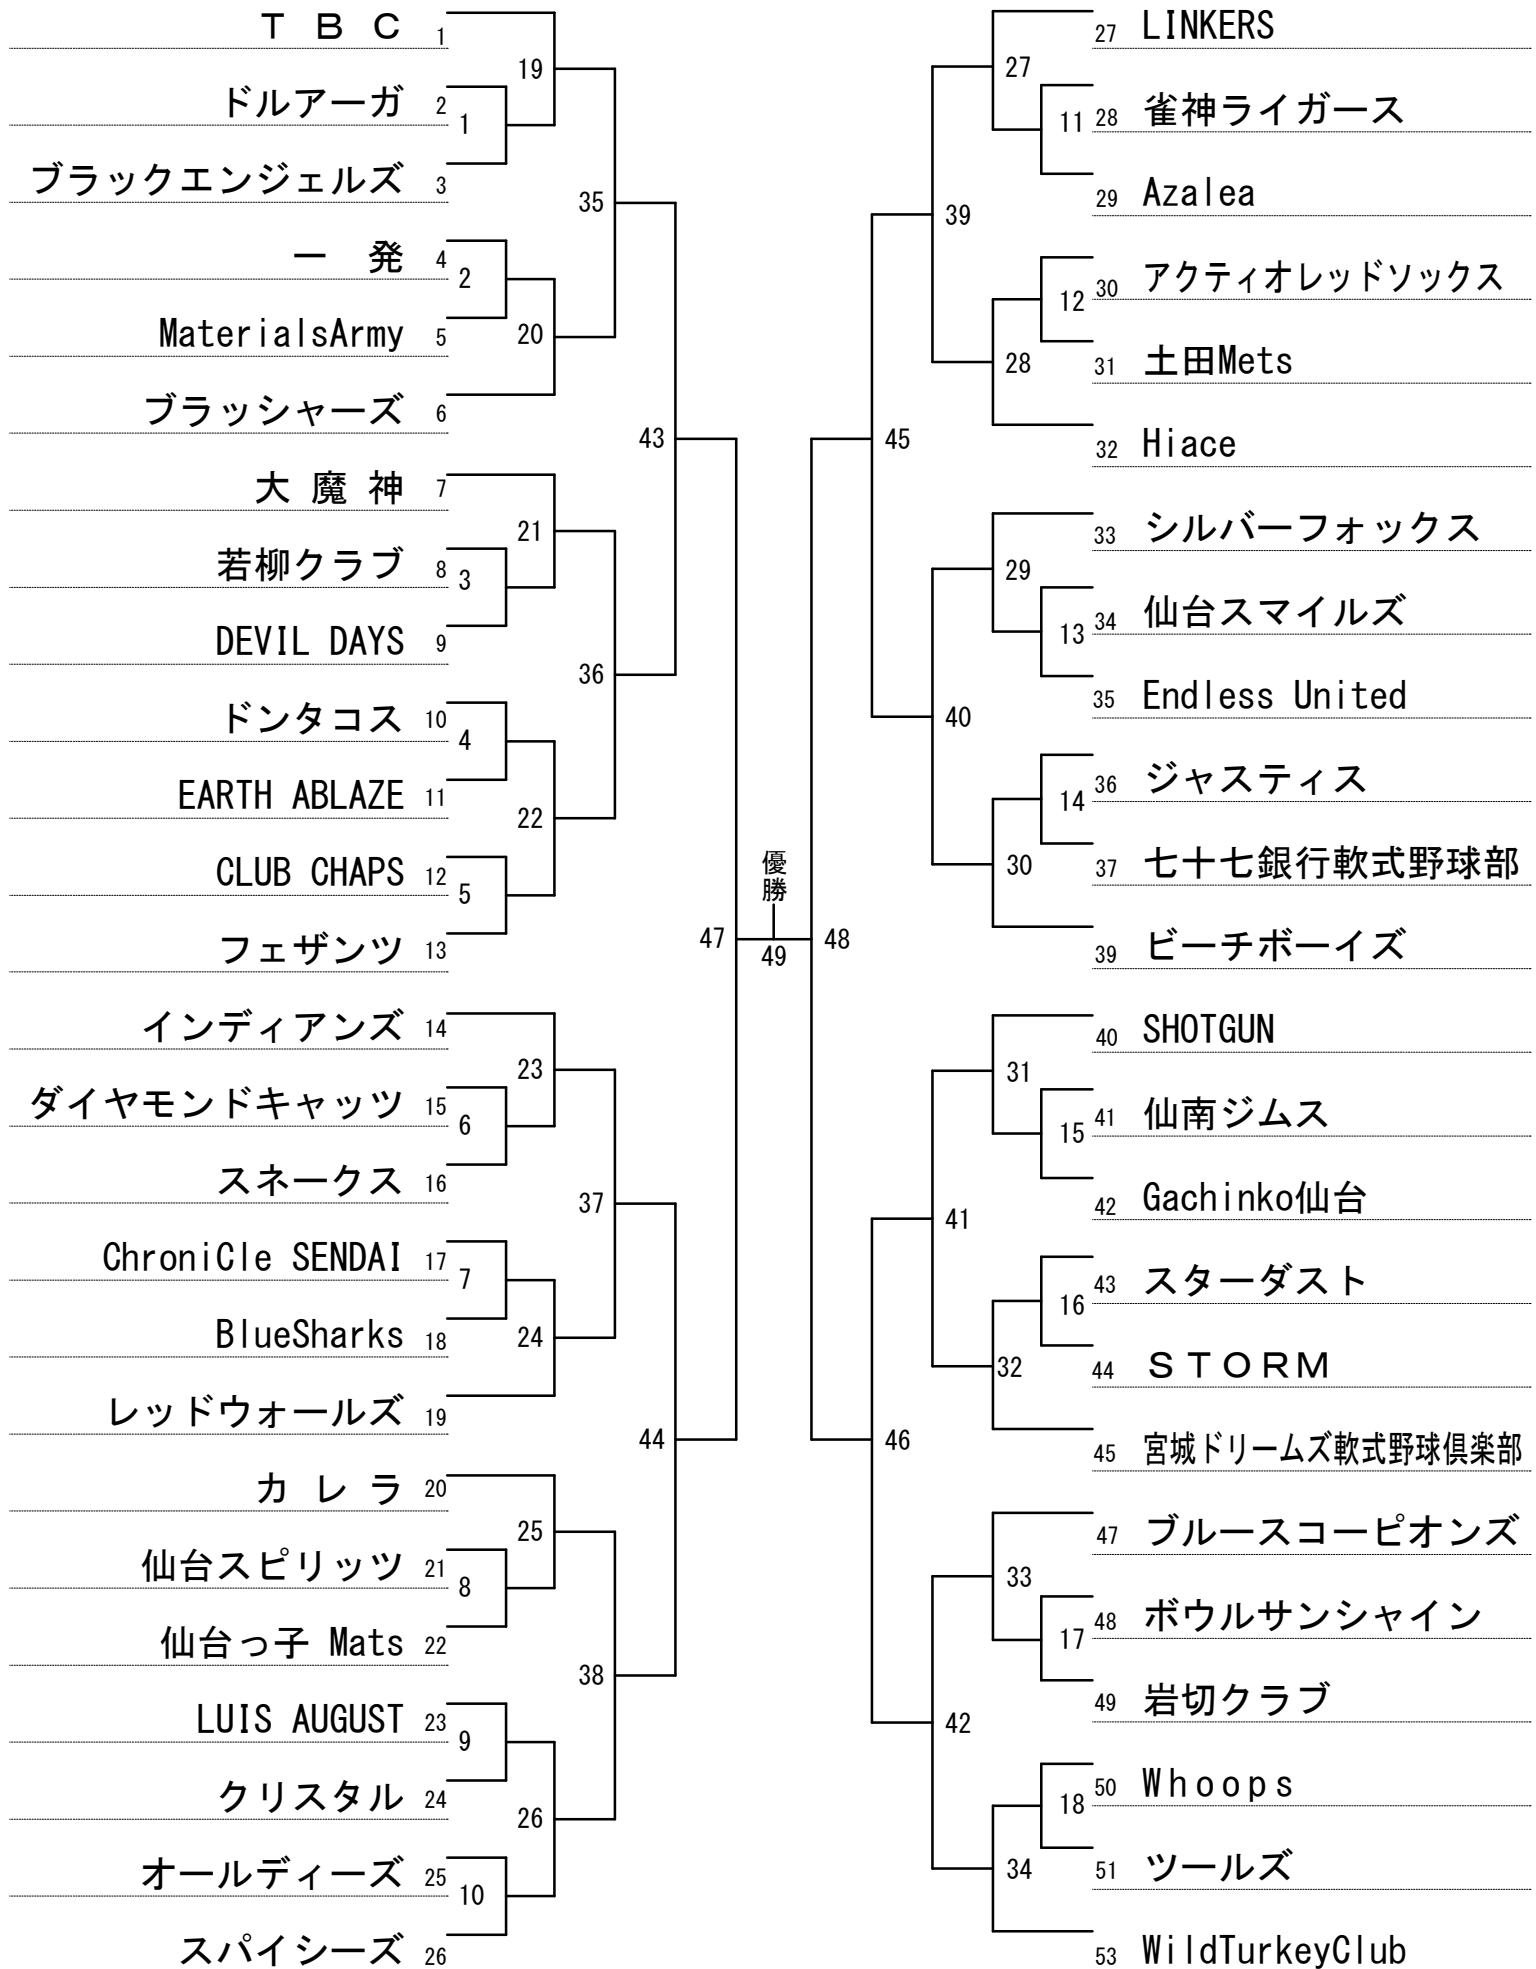 ＴＢＣ 1
19
ドルアーガ 2
1
ブラックエンジェルズ 3
35
一 発 4
2
MaterialsArmy 5
20
ブラッシャーズ 6
43
大 魔 神 7
21
若柳クラブ 8
3
DEVIL DAYS 9
36
ドンタコス 10
4
EARTH ABLAZE 11
22
CLUB CHAPS 12
5
フェザンツ 13
47
インディアンズ 14
23
ダイヤモンドキャッツ 15
6
スネークス 16
37
ChroniCle SENDAI 17
7
BlueSharks 18
24
レッドウォールズ 19
44
カ レ ラ 20
25
仙台スピリッツ 21
8
仙台っ子 Mats 22
38
LUIS AUGUST 23
9
クリスタル 24
26
オールディーズ 25
10
スパイシーズ 26
優勝
49
27 LINKERS
27
28 雀神ライガース
11
29 Azalea
39
30 アクティオレッドソックス
12
31 土田Mets
28
32 Hiace
45
33 シルバーフォックス
29
34 仙台スマイルズ
13
35 Endless United
40
36 ジャスティス
14
37 七十七銀行軟式野球部
30
39 ビーチボーイズ
48
40 SHOTGUN
31
41 仙南ジムス
15
42 Gachinko仙台
41
43 スターダスト
16
44 ＳＴＯＲＭ
32
45 宮城ドリームズ軟式野球倶楽部
46
47 ブルースコーピオンズ
33
48 ボウルサンシャイン
17
49 岩切クラブ
42
50 Ｗｈｏｏｐｓ
18
51 ツールズ
34
53 WildTurkeyClub